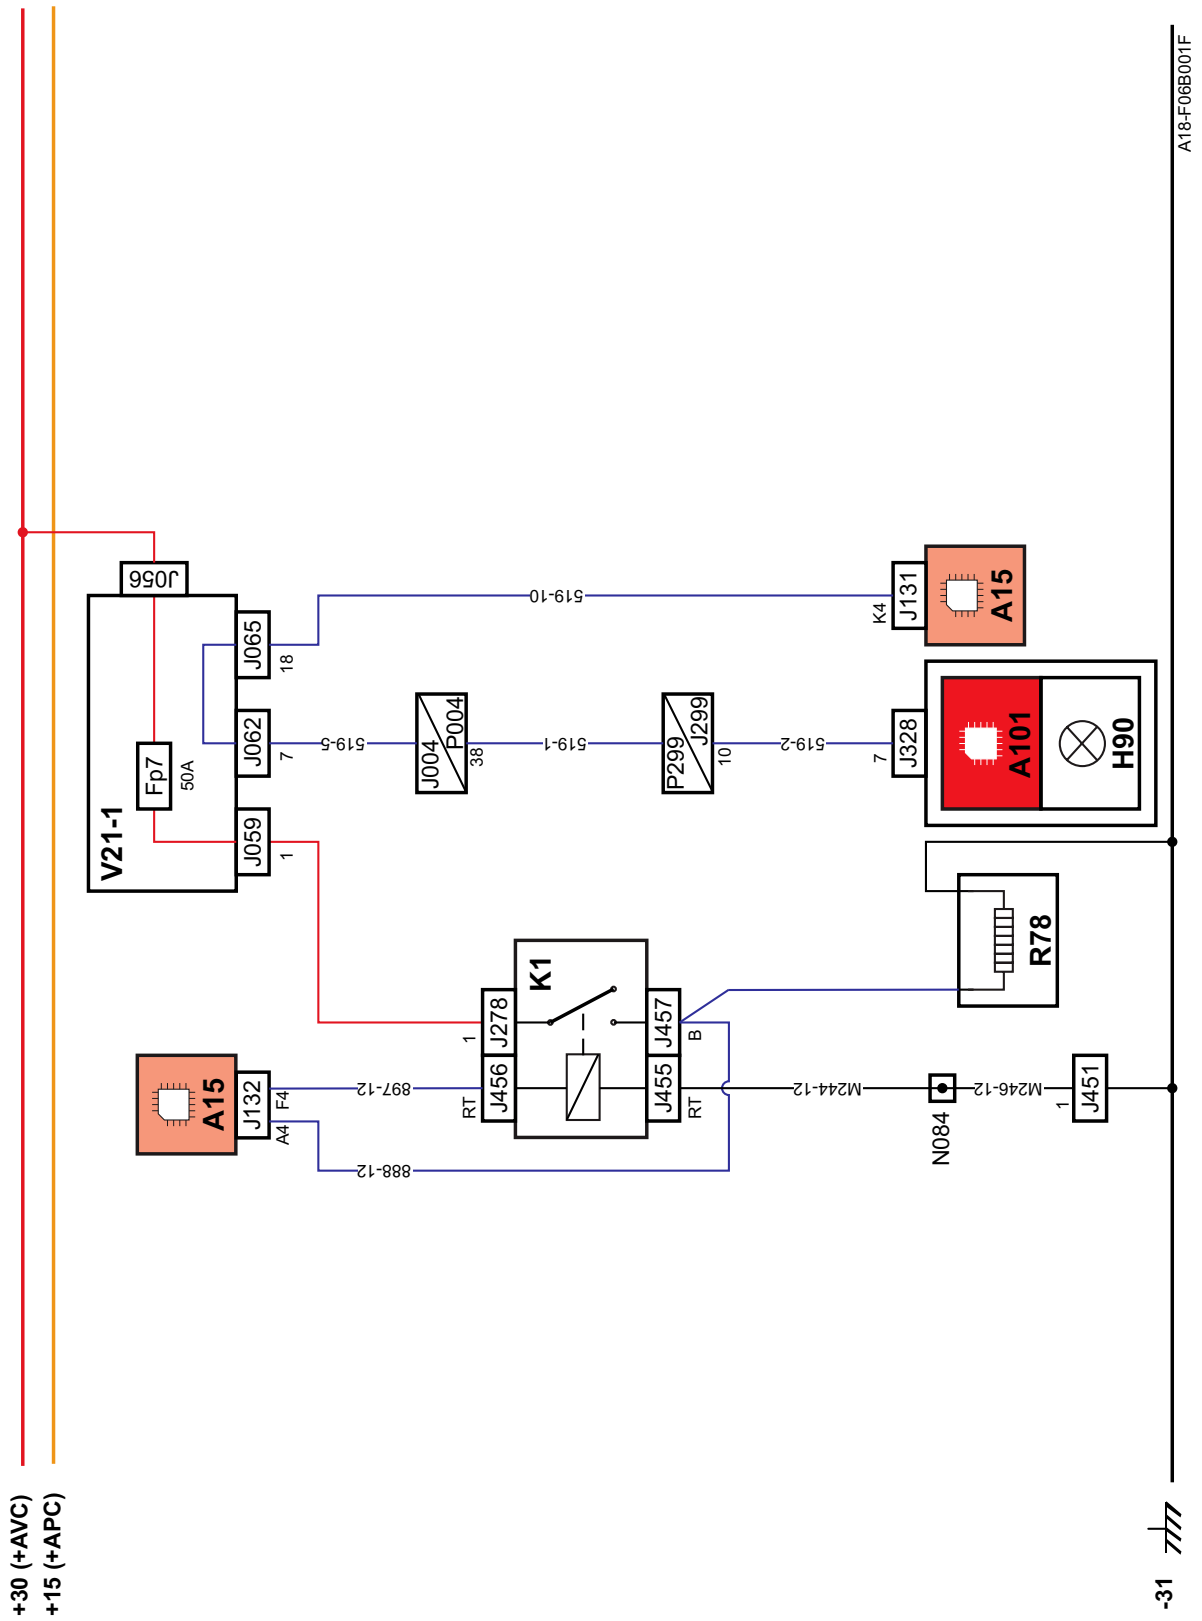 +30 (+AVC)
+15 (+APC)
A15
J132
A4
F4
888-12
897-12
V21-1
Fp7
50A
J056
J059
1
J062
7
J065
18
K1
1
J278
RT
J456
J457
B
J455
RT
M244-12
N084
M246-12
1
J451
519-5
J004
P004
38
519-1
P299
J299
10
519-2
7
J328
A101
H90
519-10
K4
J131
A15
R78
-31
A18-F06B001F